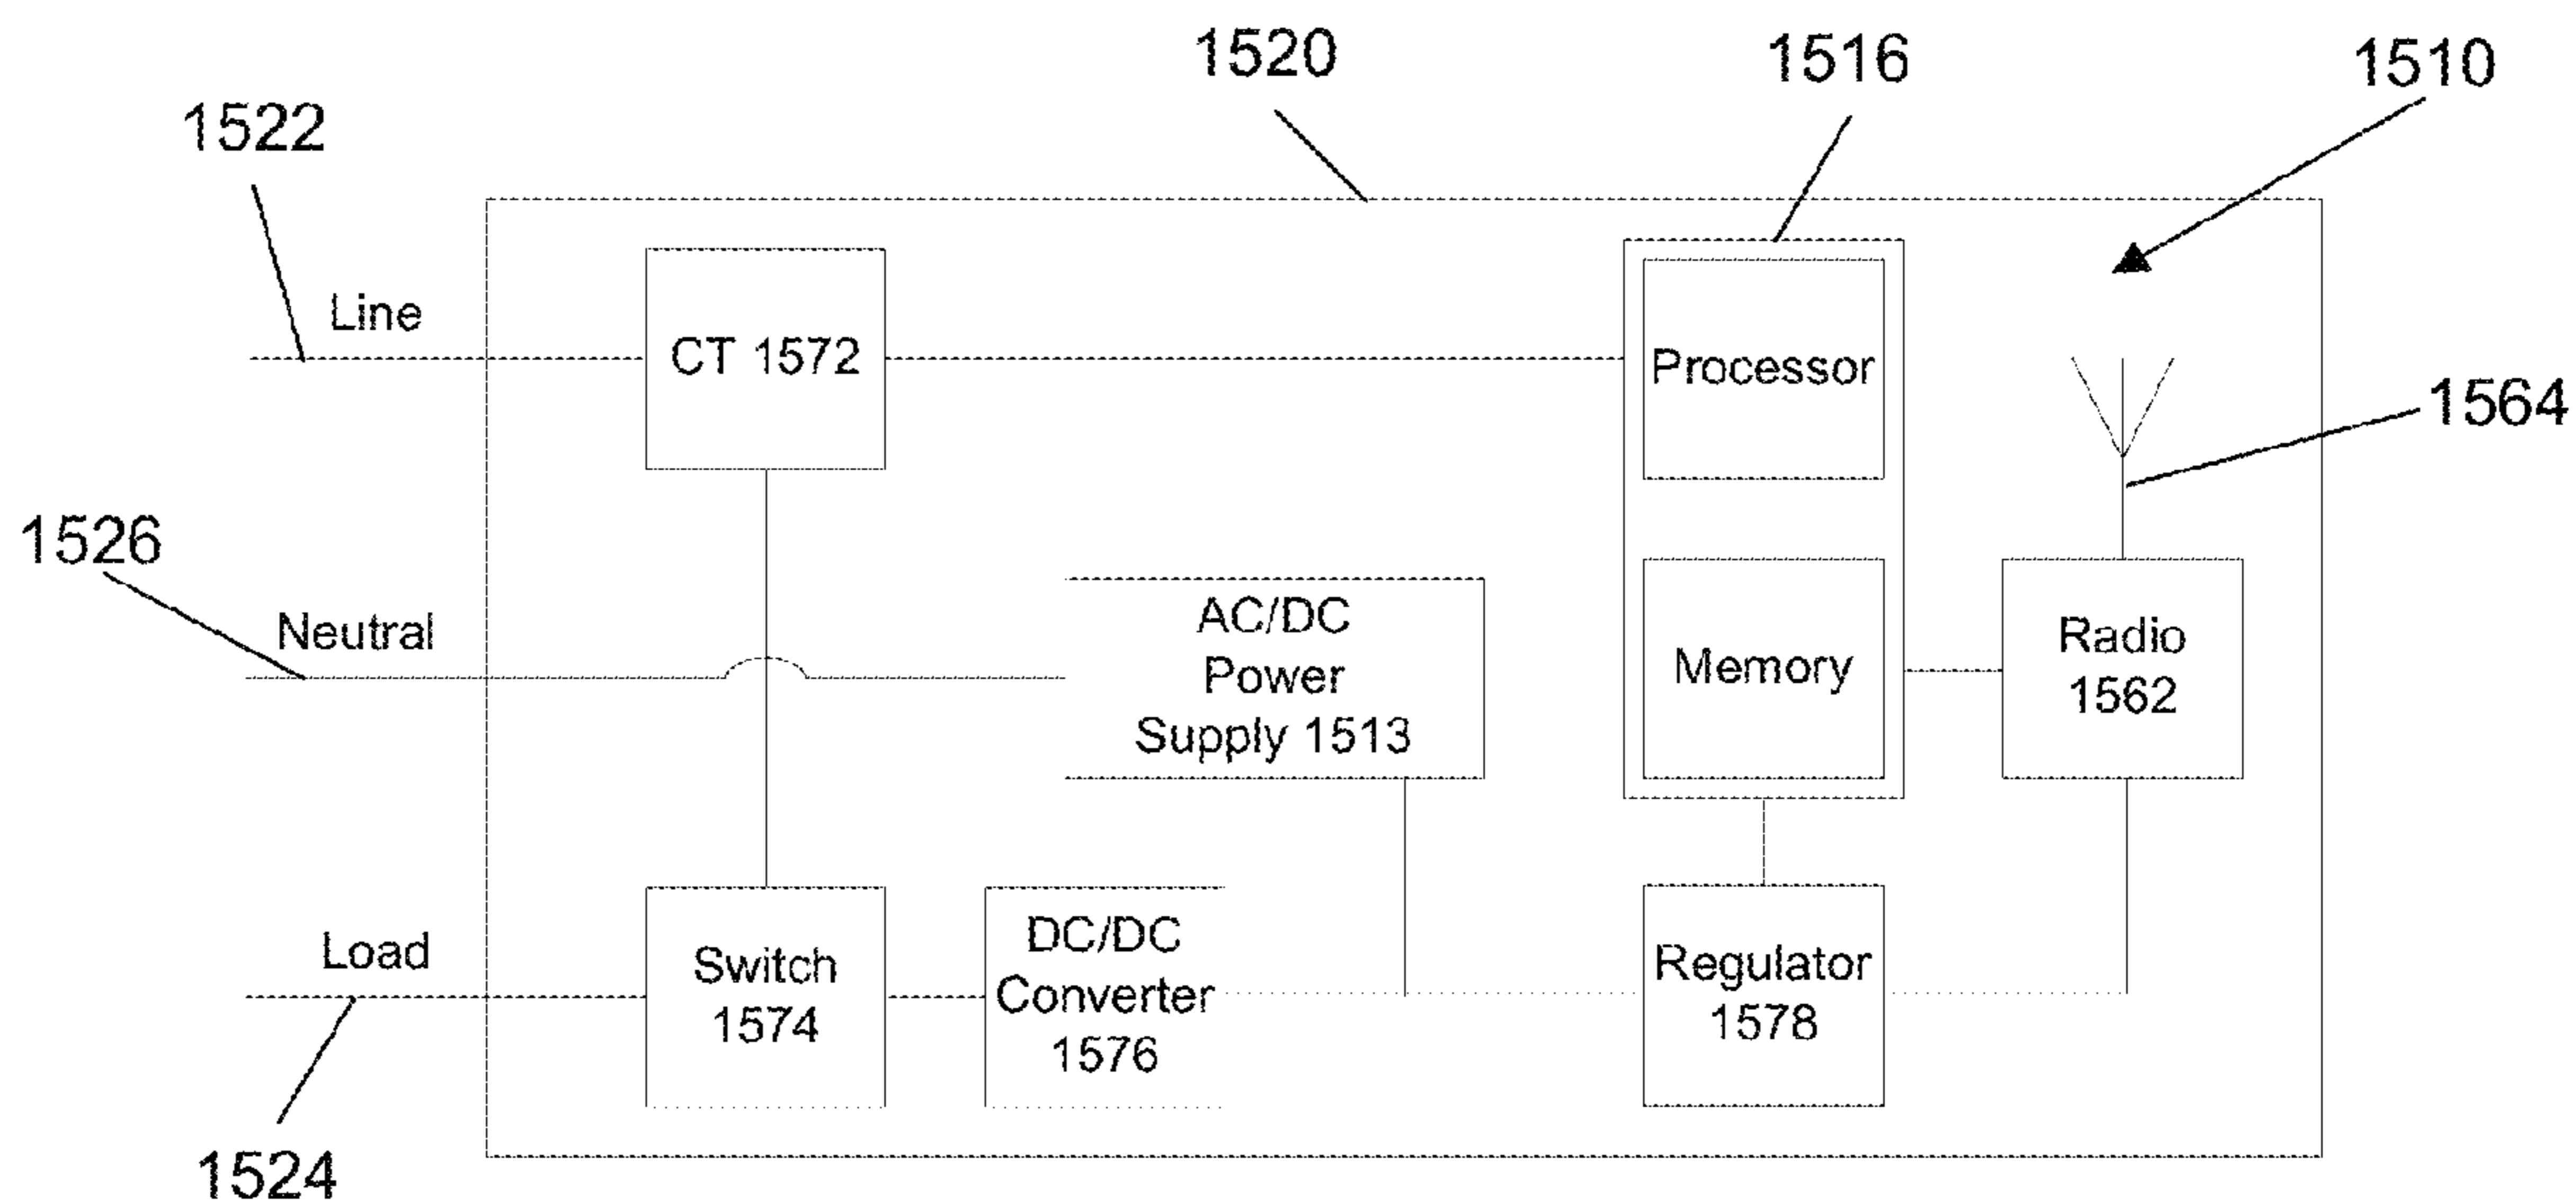 1520
1516
1510
1522
Line
CT 1572
Processor
1564
1526
Neutral
AC/DC
Power
Supply 1513
Memory
Radio
1562
Load
Switch
1574
DC/DC
Converter
1576
Regulator
1578
1524